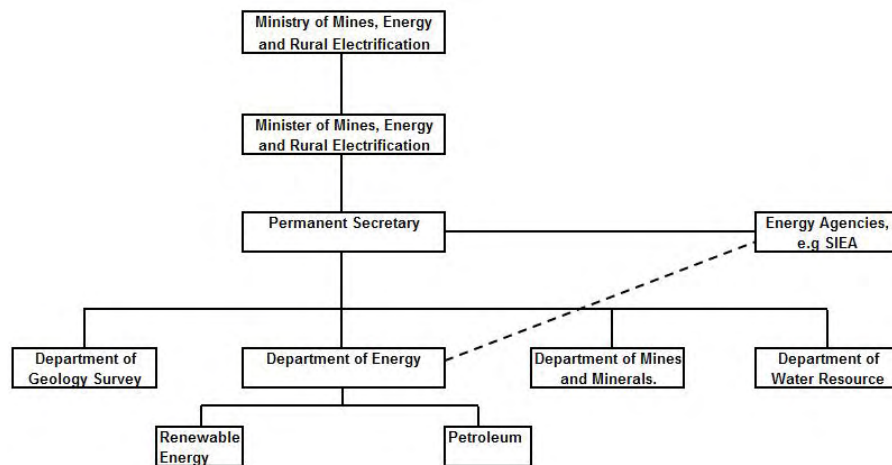 Ministry of Mines, Energy
and Rural Electrification
Minister of Mines, Energy
and Rural Electrification
Permanent Secretary
Energy Agencies,
e.g SIEA
Department of
Geology Survey
Department of Energy
Department of Mines
and Minerals.
Department of
Water Resource
Renewable
Energy
Petroleum